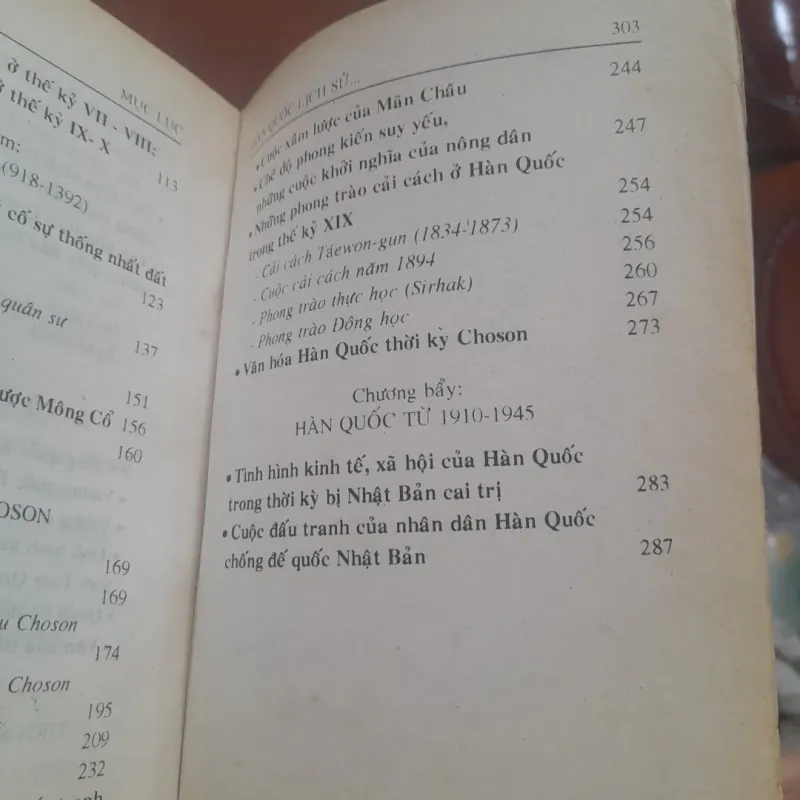 MỤC LỤC
ở thế kỷ VII - VIII;
thế kỷ IX- X
113
(918-1392)
cố sự thống nhất đất
123
quân sự
137
151
ược Mông Cổ 156
160
OSON
169
169
u Choson
174
Choson
195
209
232
303
HÀN QUỐC LỊCH SỬ...
•Cuộc xâm lược của Mãn Châu 244
•Chế độ phong kiến suy yếu,
những cuộc khởi nghĩa của nông dân 247
•Những phong trào cải cách ở Hàn Quốc
trong thế kỷ XIX 254
- Cải cách Taewon-gun (1834-1873) 254
- Cuộc cải cách năm 1894 256
- Phong trào thực học (Sirhak) 260
- Phong trào Đông học 267
•Văn hóa Hàn Quốc thời kỳ Choson 273
Chương bẩy:
HÀN QUỐC TỪ 1910-1945
•Tình hình kinh tế, xã hội của Hàn Quốc
trong thời kỳ bị Nhật Bản cai trị 283
•Cuộc đấu tranh của nhân dân Hàn Quốc
chống đế quốc Nhật Bản 287